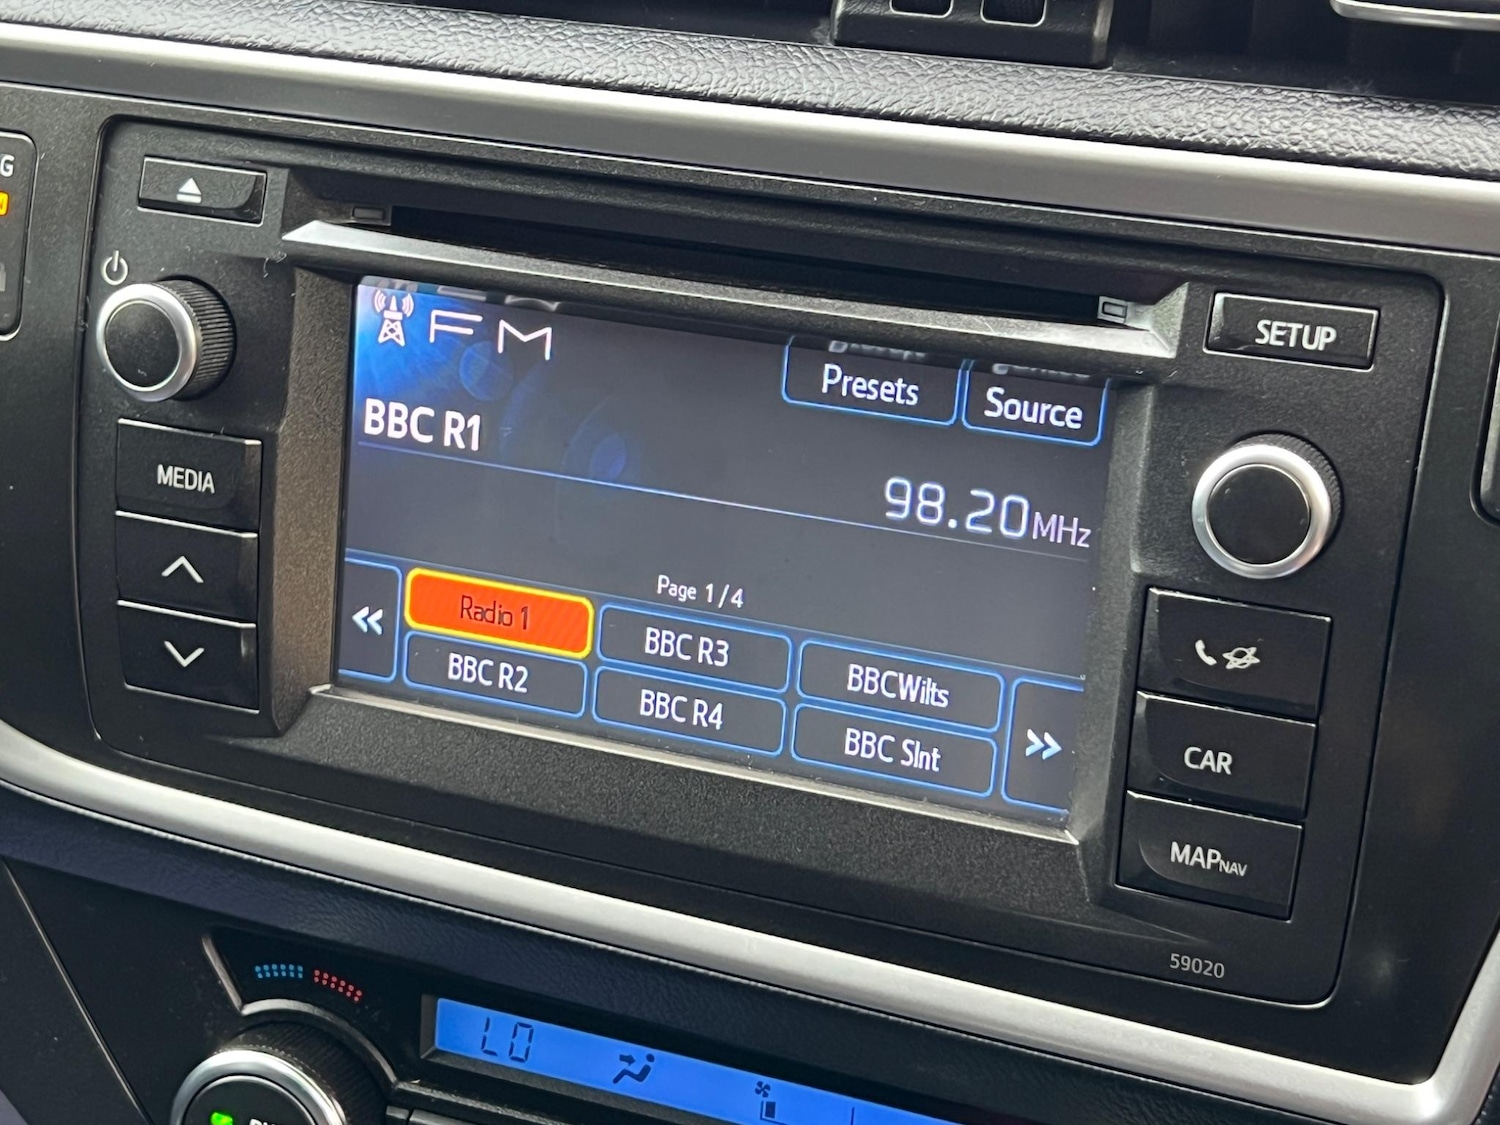 G
FM
Presets
Source
SETUP
BBC R1
MEDIA
98.20MHz
Page 1/4
Radio 1
BBC R3
BBCWilts
BBC R2
BBC R4
BBC Slnt
CAR
MAPNAV
59020
LO